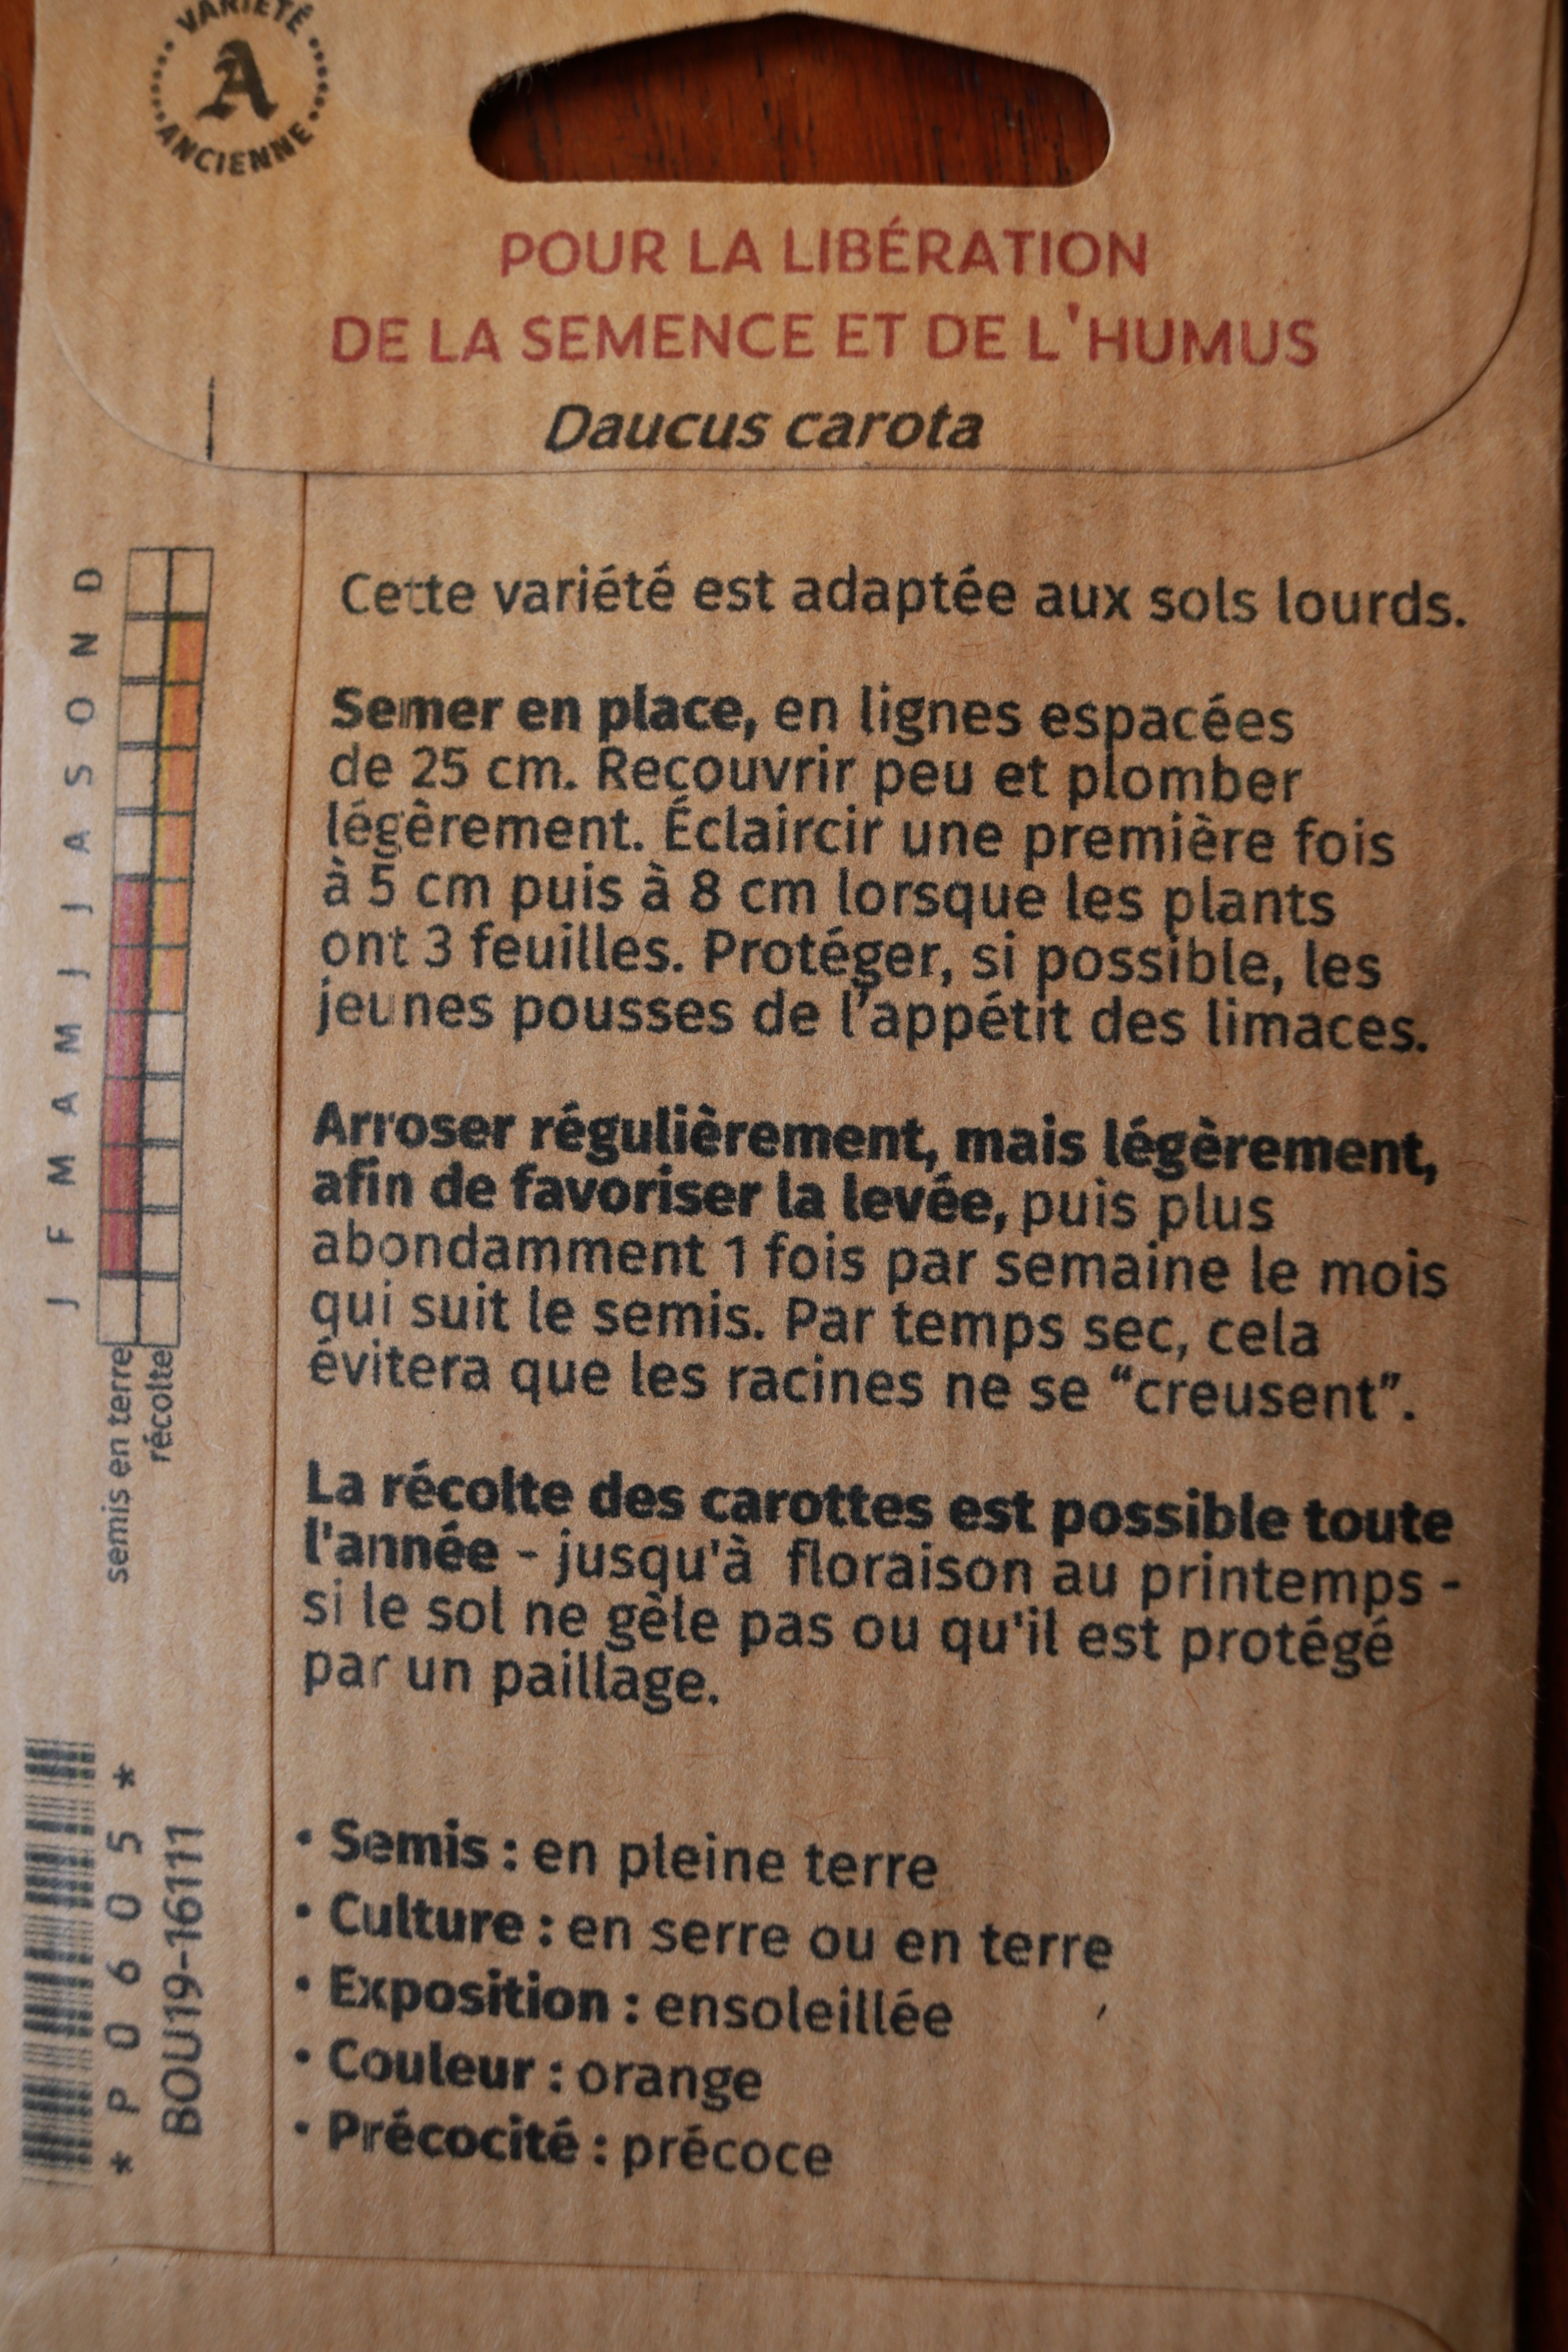 VARIÉTÉ
A
ANCIENNE
POUR LA LIBÉRATION
DE LA SEMENCE ET DE L'HUMUS
Daucus carota
Cette variété est adaptée aux sols lourds.
Semer en place, en lignes espacées
de 25 cm. Recouvrir peu et plomber
légèrement. Éclaircir une première fois
à 5 cm puis à 8 cm lorsque les plants
ont 3 feuilles. Protéger, si possible, les
jeunes pousses de l'appétit des limaces.
Arroser régulièrement, mais légèrement,
afin de favoriser la levée, puis plus
abondamment 1 fois par semaine le mois
qui suit le semis. Par temps sec, cela
évitera que les racines ne se “creusent”.
La récolte des carottes est possible toute
l'année - jusqu'à floraison au printemps -
si le sol ne gèle pas ou qu'il est protégé
par un paillage.
• Semis : en pleine terre
• Culture : en serre ou en terre
• Exposition : ensoleillée
• Couleur : orange
• Précocité : précoce
J F M A M J J A S O N D
semis en terre
récolte
* P 0 6 0 5 *
BOU19-16111